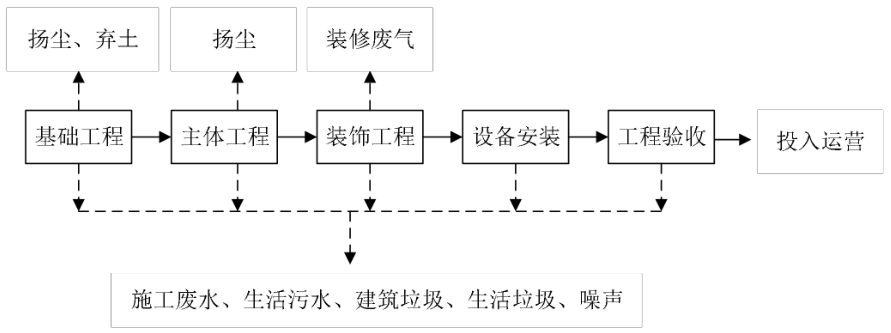 扬尘、弃土
扬尘
装修废气
基础工程
主体工程
装饰工程
设备安装
工程验收
投入运营
施工废水、生活污水、建筑垃圾、生活垃圾、噪声